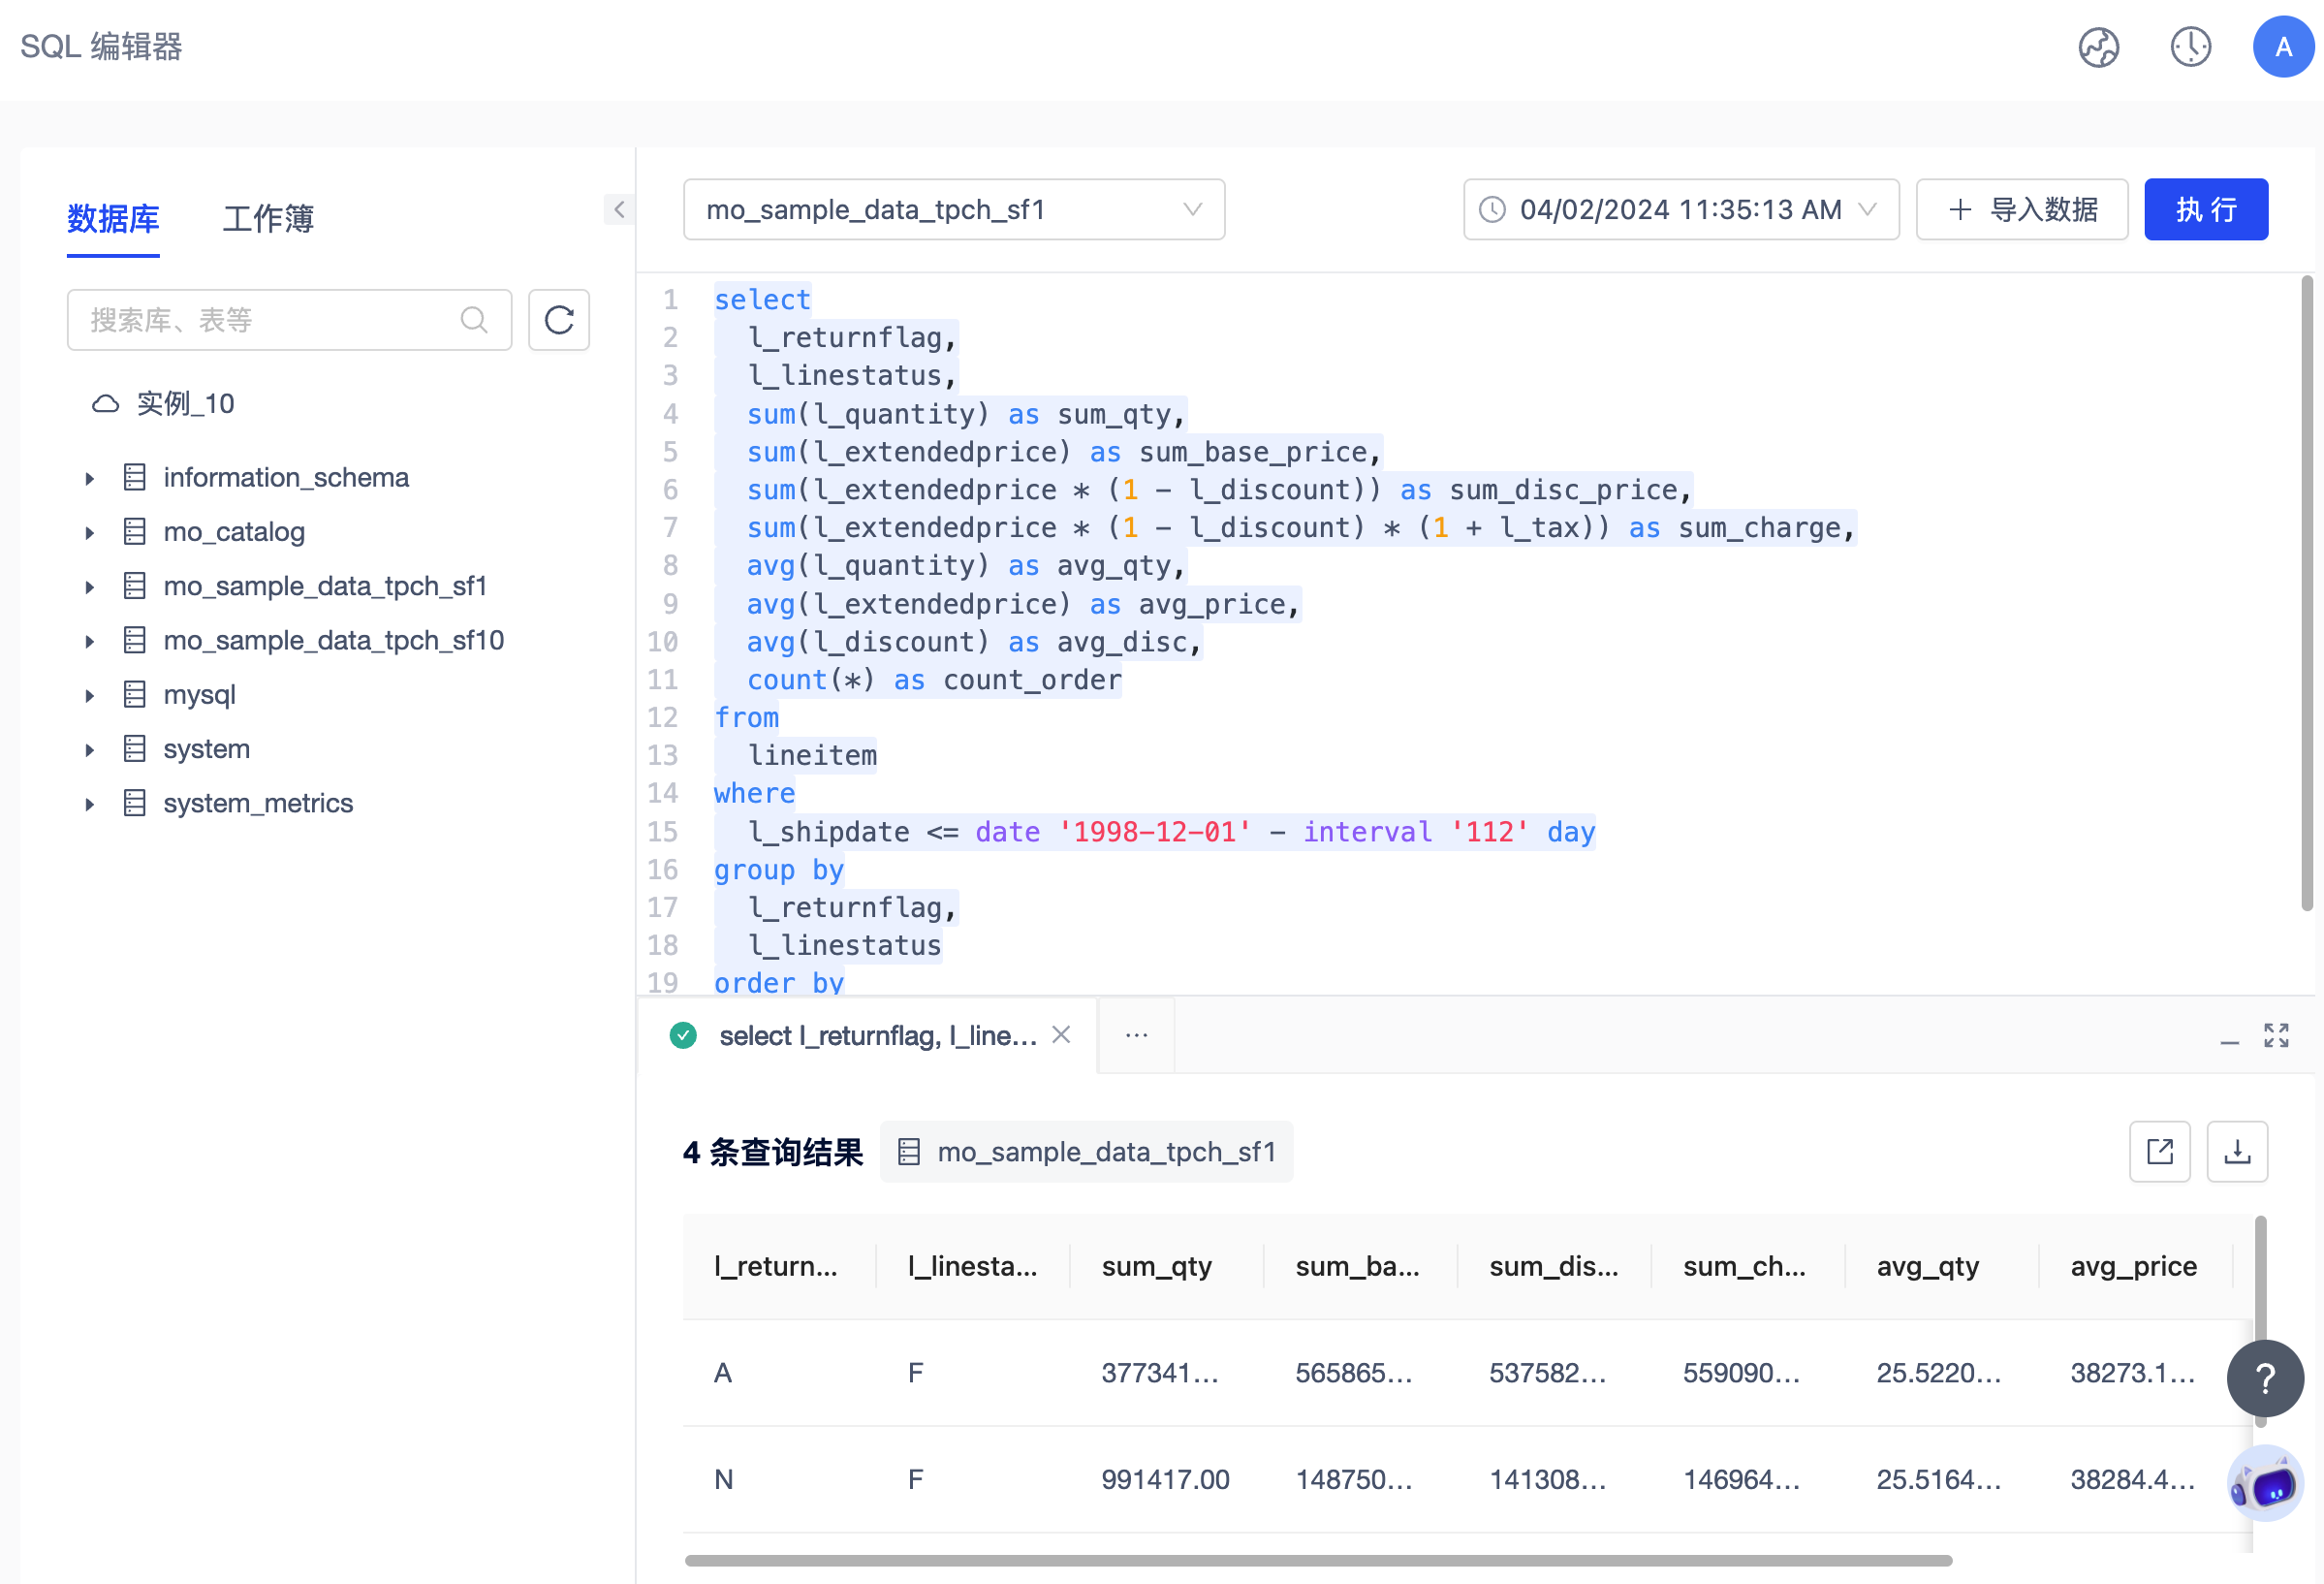 SQL 编辑器
A
数据库
工作簿
搜索库、表等
实例_10
information_schema
mo_catalog
mo_sample_data_tpch_sf1
mo_sample_data_tpch_sf10
mysql
system
system_metrics
mo_sample_data_tpch_sf1
04/02/2024 11:35:13 AM
导入数据
执 行
1 select
2 l_returnflag,
3 l_linestatus,
4 sum(l_quantity) as sum_qty,
5 sum(l_extendedprice) as sum_base_price,
6 sum(l_extendedprice * (1 - l_discount)) as sum_disc_price,
7 sum(l_extendedprice * (1 - l_discount) * (1 + l_tax)) as sum_charge,
8 avg(l_quantity) as avg_qty,
9 avg(l_extendedprice) as avg_price,
10 avg(l_discount) as avg_disc,
11 count(*) as count_order
12 from
13 lineitem
14 where
15 l_shipdate <= date '1998-12-01' - interval '112' day
16 group by
17 l_returnflag,
18 l_linestatus
19 order by
select l_returnflag, l_line...
···
4 条查询结果
mo_sample_data_tpch_sf1
l_return... l_linesta... sum_qty sum_ba... sum_dis... sum_ch... avg_qty avg_price
A F 377341... 565865... 537582... 559090... 25.5220... 38273.1...
N F 991417.00 148750... 141308... 146964... 25.5164... 38284.4...
?